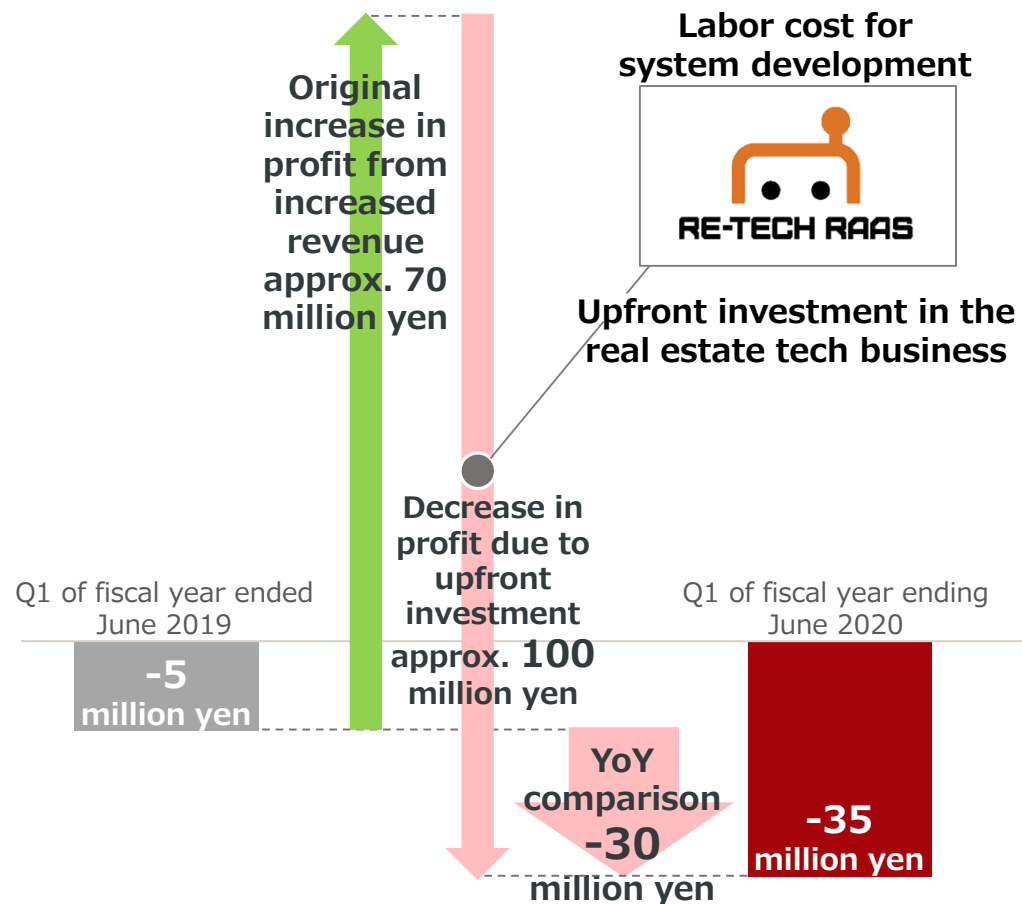 Labor cost for
system development
RE-TECH RAAS
Upfront investment in the
real estate tech business
Original
increase in
profit from
increased
revenue
approx. 70
million yen
Decrease in
profit due to
upfront
investment
approx. 100
million yen
Q1 of fiscal year ended
June 2019
-5
million yen
YoY
comparison
-30
million yen
Q1 of fiscal year ending
June 2020
-35
million yen